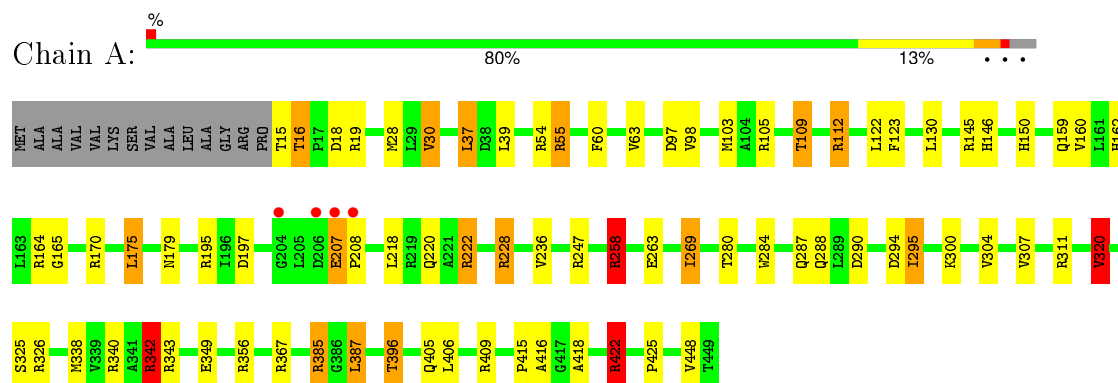 %
Chain A:
80% 13% • • •
MET ALA ALA VAL VAL LYS SER VAL ALA LEU ALA GLY ARG PRO T15 T16 P17 D18 R19 M28 L29 V30 L37 D38 L39 R54 R55 F60 V63 D97 V98 M103 A104 R105 T109 R112 L122 F123 L130 R145 H146 H150 Q159 V160 L161 H162
L163 R164 G165 R170 L175 N179 R195 I196 D197 G204 L205 D206 E207 P208 L218 R219 Q220 A221 R222 R228 V236 R247 R258 E263 I269 T280 W284 Q287 Q288 L289 D290 D294 I295 K300 V304 V307 R311 V320
S325 R326 M338 V339 R340 A341 R342 R343 E349 R356 R367 R385 G386 L387 T396 Q405 L406 R409 P415 A416 G417 A418 R422 P425 V448 T449